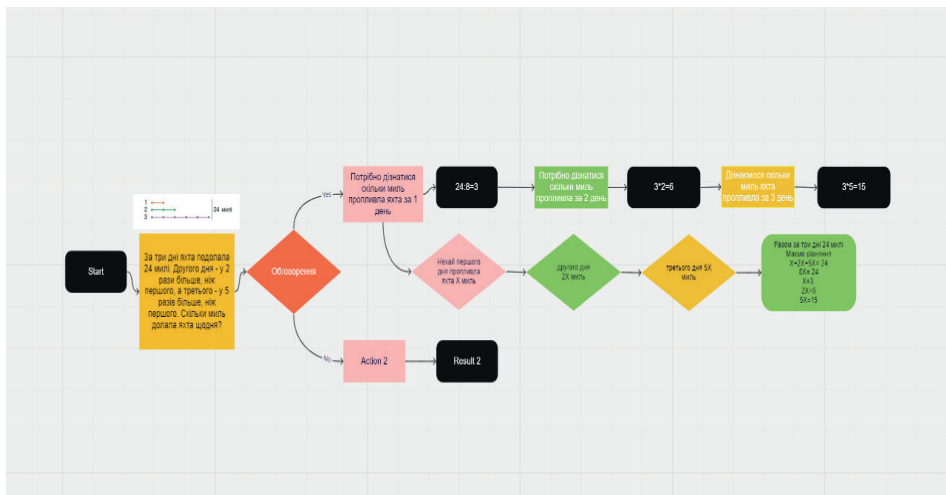 1
2
3
24 милі
Start
За три дні яхта подолала
24 милі. Другого дня - у 2
рази більше, ніж
першого, а третього - у 5
разів більше, ніж
першого. Скільки миль
долала яхта щодня?
Обговорення
Yes
Потрібно дізнатися
скільки миль
пропливла яхта за 1
день
24:8=3
Потрібно дізнатися
скільки миль
пропливла за 2 день
3*2=6
Дізнаємося скільки
миль яхта
пропливла за 3 день
3*5=15
Нехай першого
дня пропливла
яхта Х миль
другого дня
2Х миль
третього дня 5Х
миль
Разом за три дні 24 милі
Маємо рівняння
Х+2Х+5Х= 24
8Х= 24
Х=3
2Х=6
5Х=15
No
Action 2
Result 2